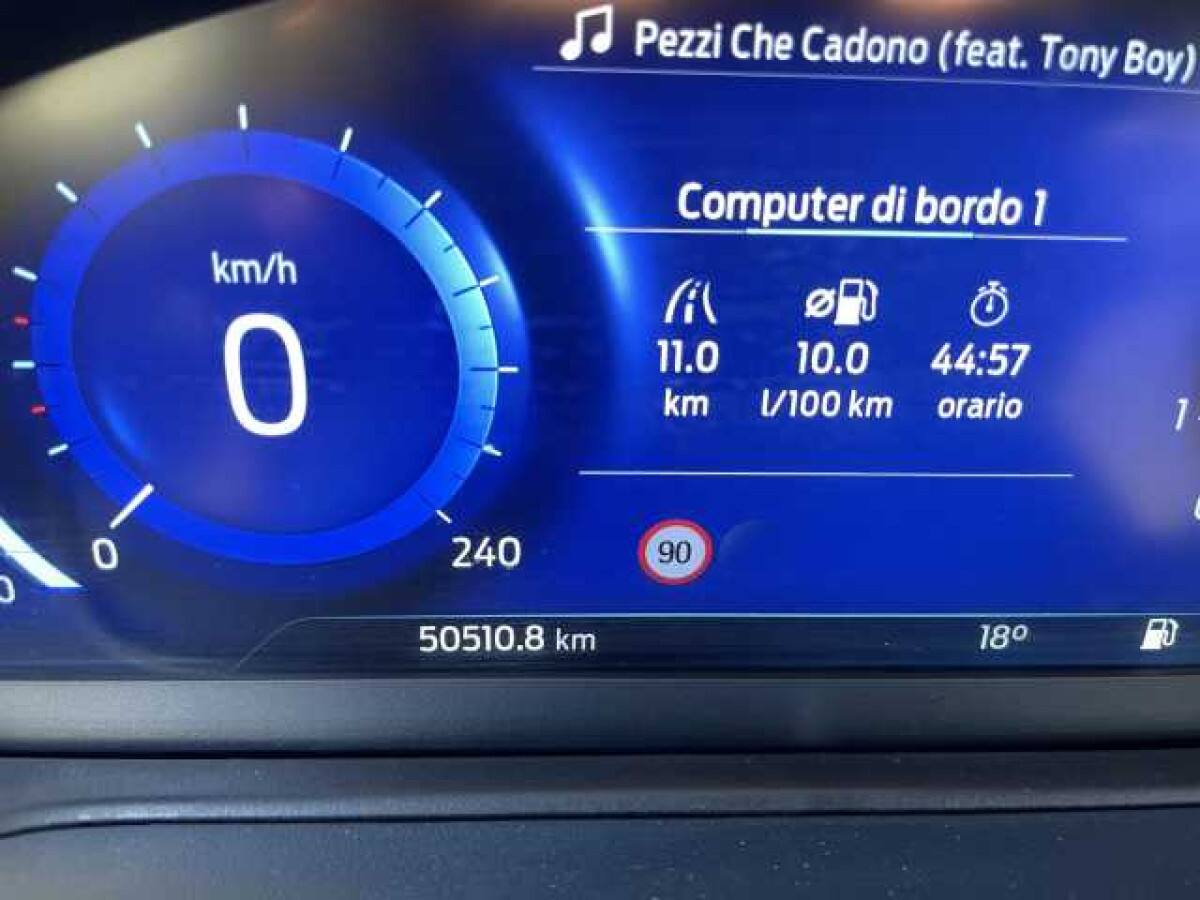 Pezzi Che Cadono (feat. Tony Boy)
Computer di bordo 1
km/h
0
11.0 10.0 44:57
km l/100 km orario
0 240
90
50510.8 km 18°